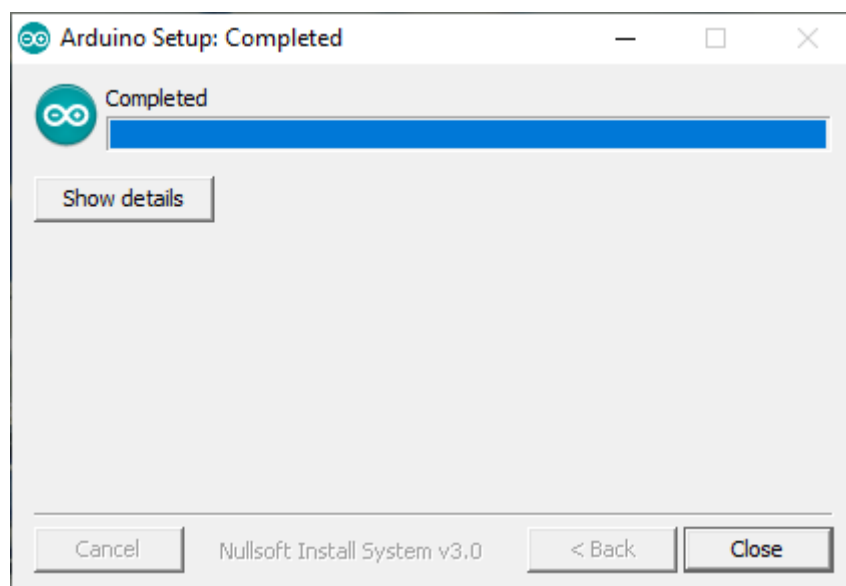 Arduino Setup: Completed
Completed
Show details
Cancel
Nullsoft Install System v3.0
< Back
Close